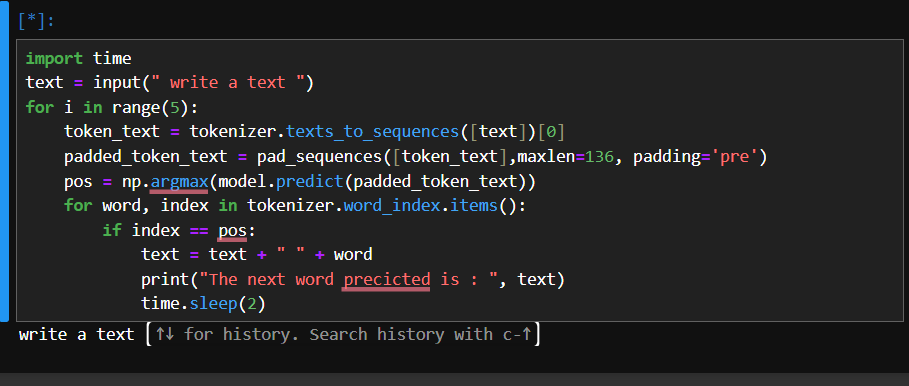 [*]:
import time
text = input(" write a text ")
for i in range(5):
    token_text = tokenizer.texts_to_sequences([text])[0]
    padded_token_text = pad_sequences([token_text],maxlen=136, padding='pre')
    pos = np.argmax(model.predict(padded_token_text))
    for word, index in tokenizer.word_index.items():
        if index == pos:
            text = text + " " + word
            print("The next word precicted is : ", text)
            time.sleep(2)
write a text [↑↓ for history. Search history with c-↑]